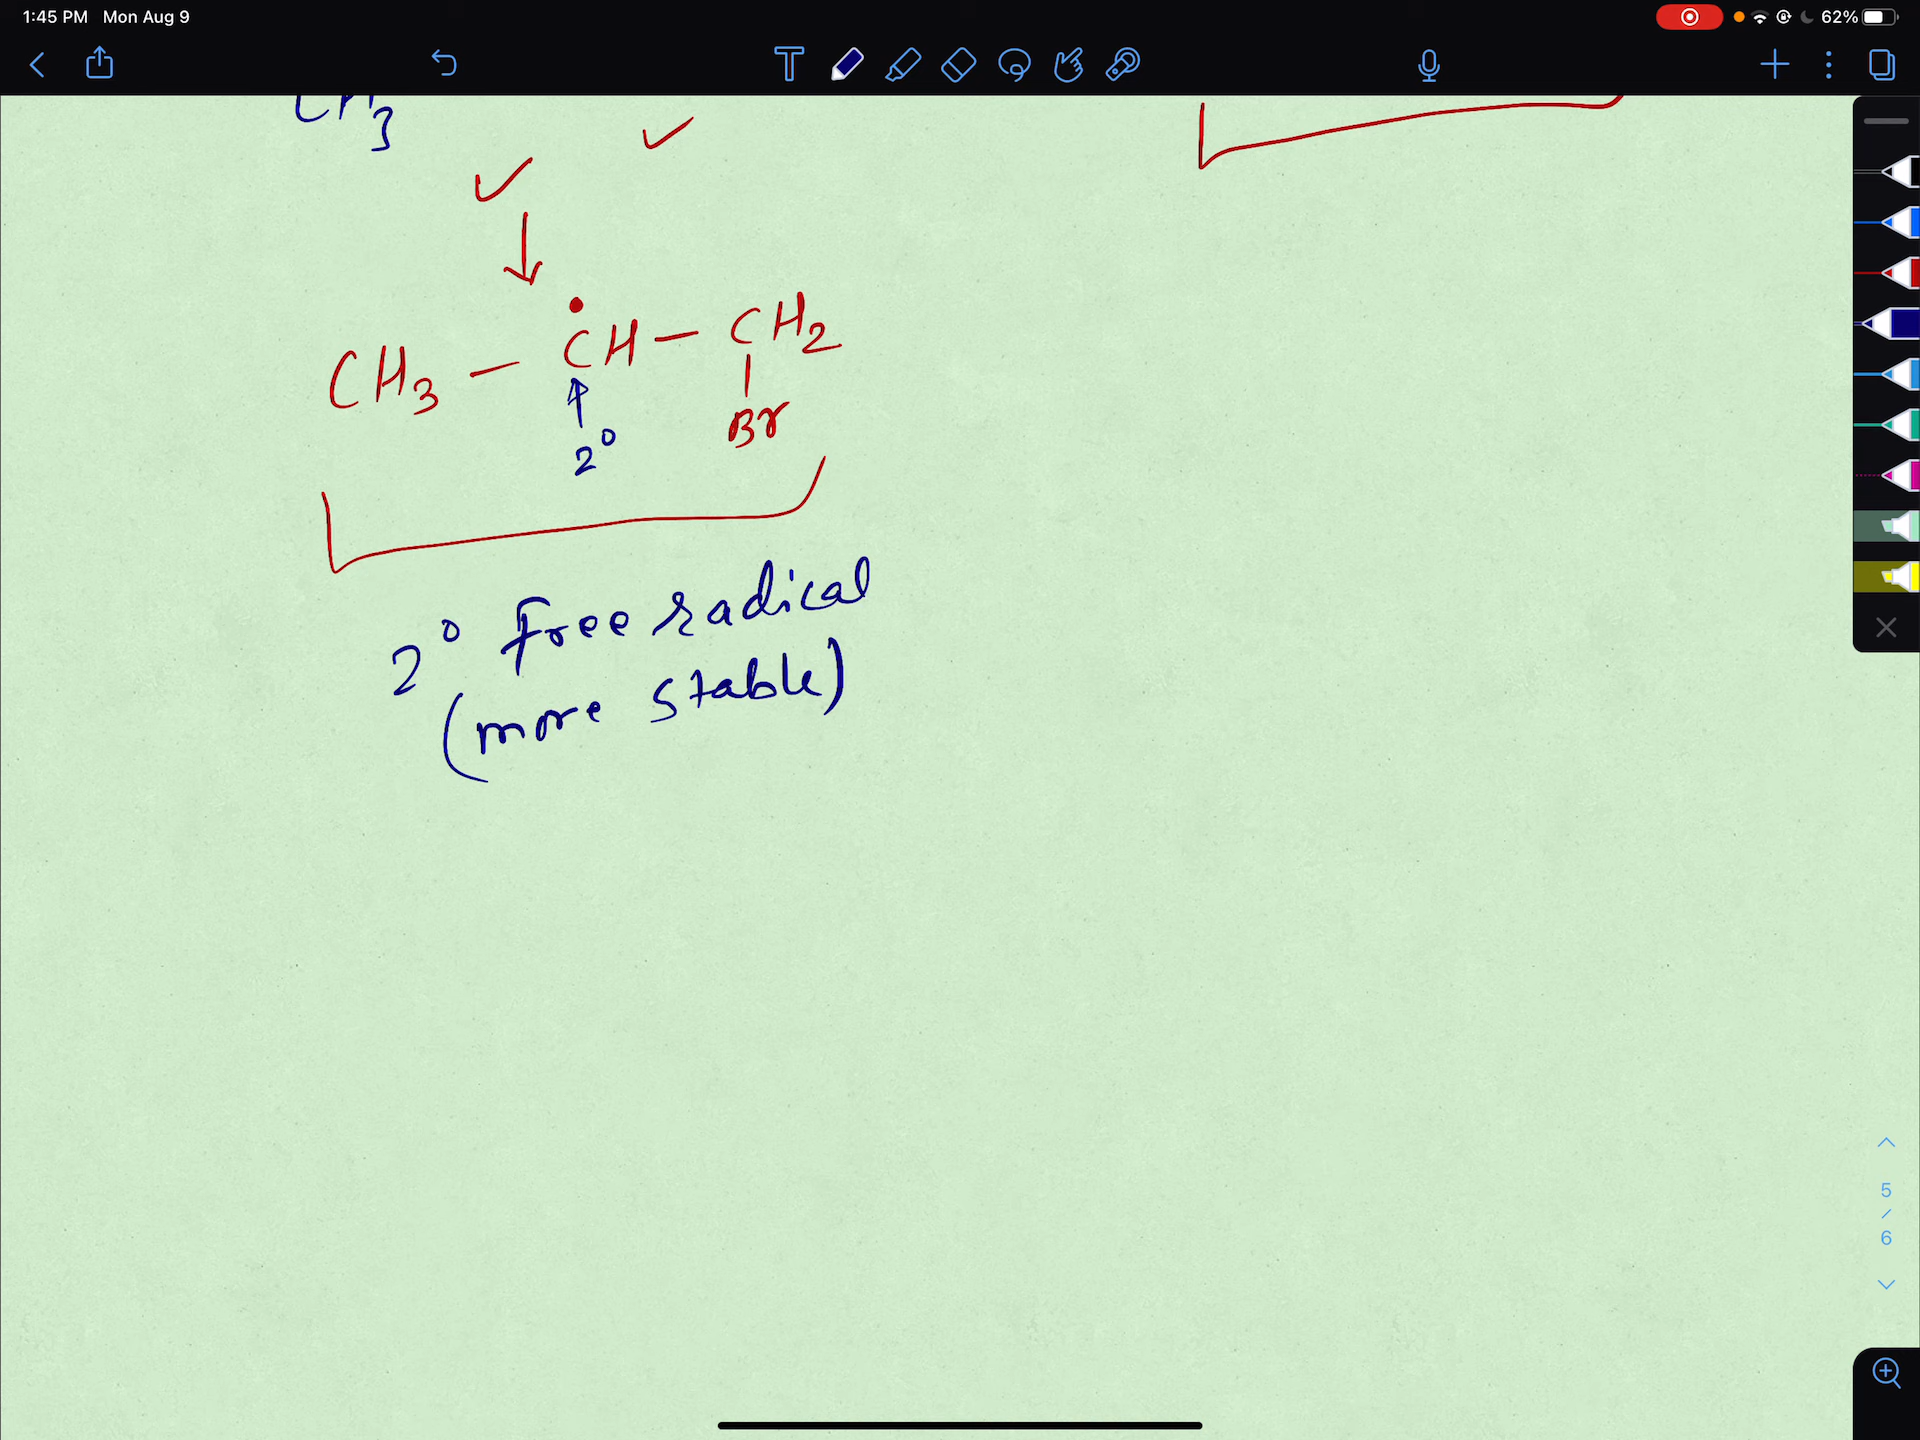 1:45 PM Mon Aug 9
62%
CH3
CH3 - ĊH - CH2
Br
2°
2° free radical
(more stable)
5
/
6